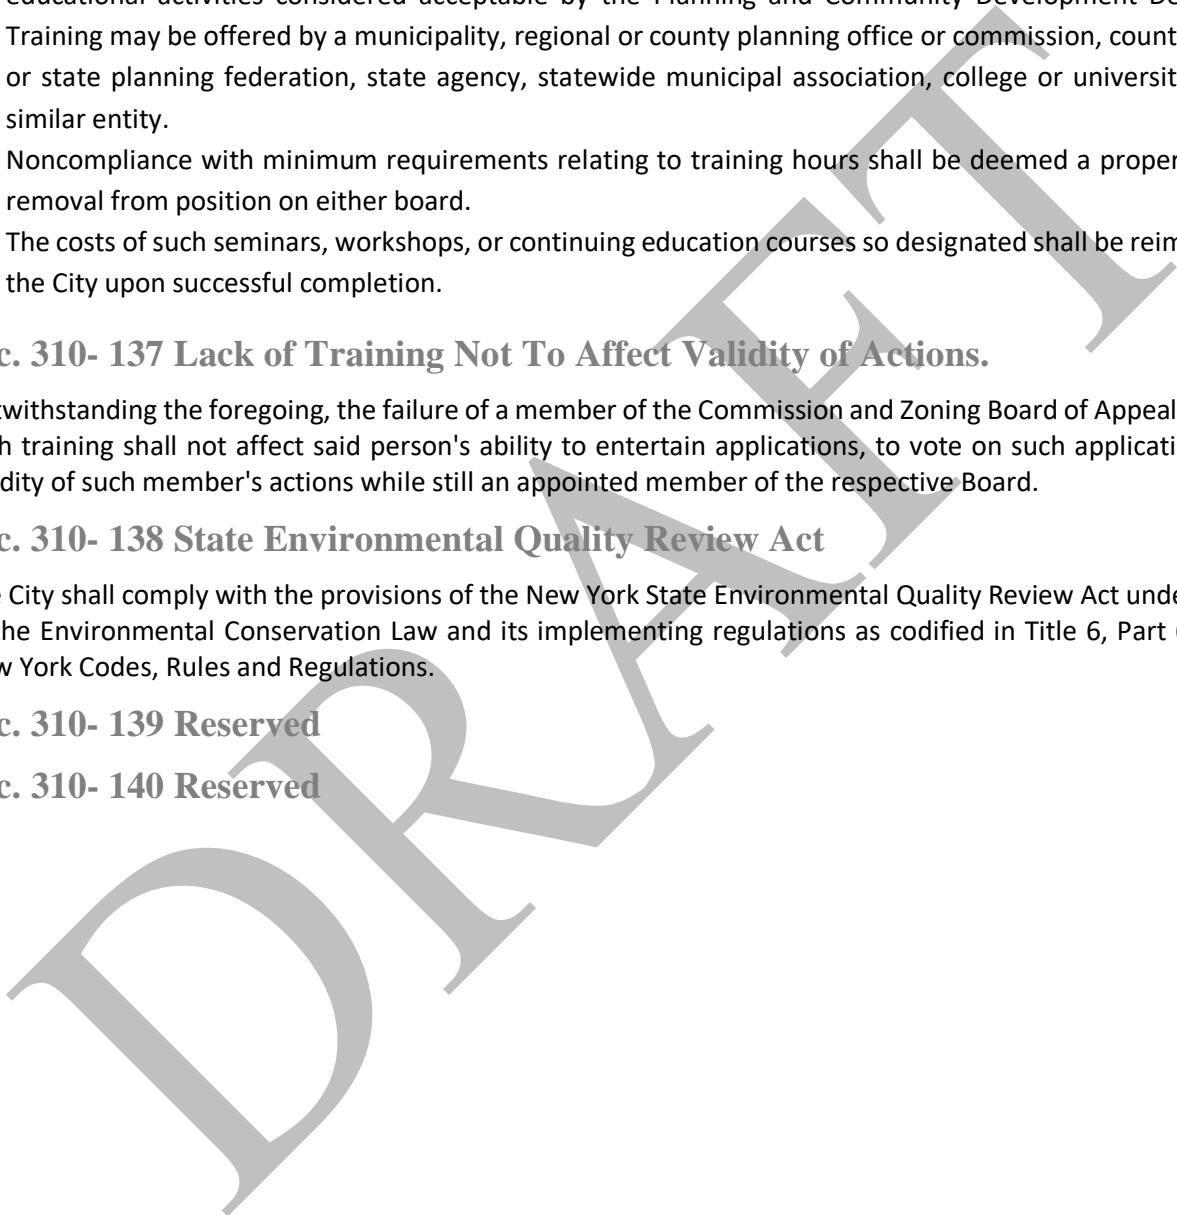 educational activities considered acceptable by the Planning and Community Development De
Training may be offered by a municipality, regional or county planning office or commission, count
or state planning federation, state agency, statewide municipal association, college or universit
similar entity.
Noncompliance with minimum requirements relating to training hours shall be deemed a proper
removal from position on either board.
The costs of such seminars, workshops, or continuing education courses so designated shall be reim
the City upon successful completion.
c. 310- 137 Lack of Training Not To Affect Validity of Actions.
twithstanding the foregoing, the failure of a member of the Commission and Zoning Board of Appeal
h training shall not affect said person's ability to entertain applications, to vote on such applicati
dity of such member's actions while still an appointed member of the respective Board.
c. 310- 138 State Environmental Quality Review Act
e City shall comply with the provisions of the New York State Environmental Quality Review Act unde
the Environmental Conservation Law and its implementing regulations as codified in Title 6, Part
w York Codes, Rules and Regulations.
c. 310- 139 Reserved
c. 310- 140 Reserved
DRAFT